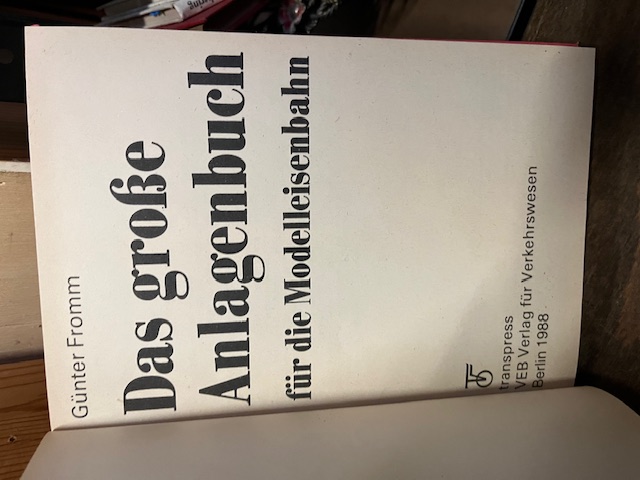 Günter Fromm
Das große
Anlagenbuch
für die Modelleisenbahn
transpress
VEB Verlag für Verkehrswesen
Berlin 1988